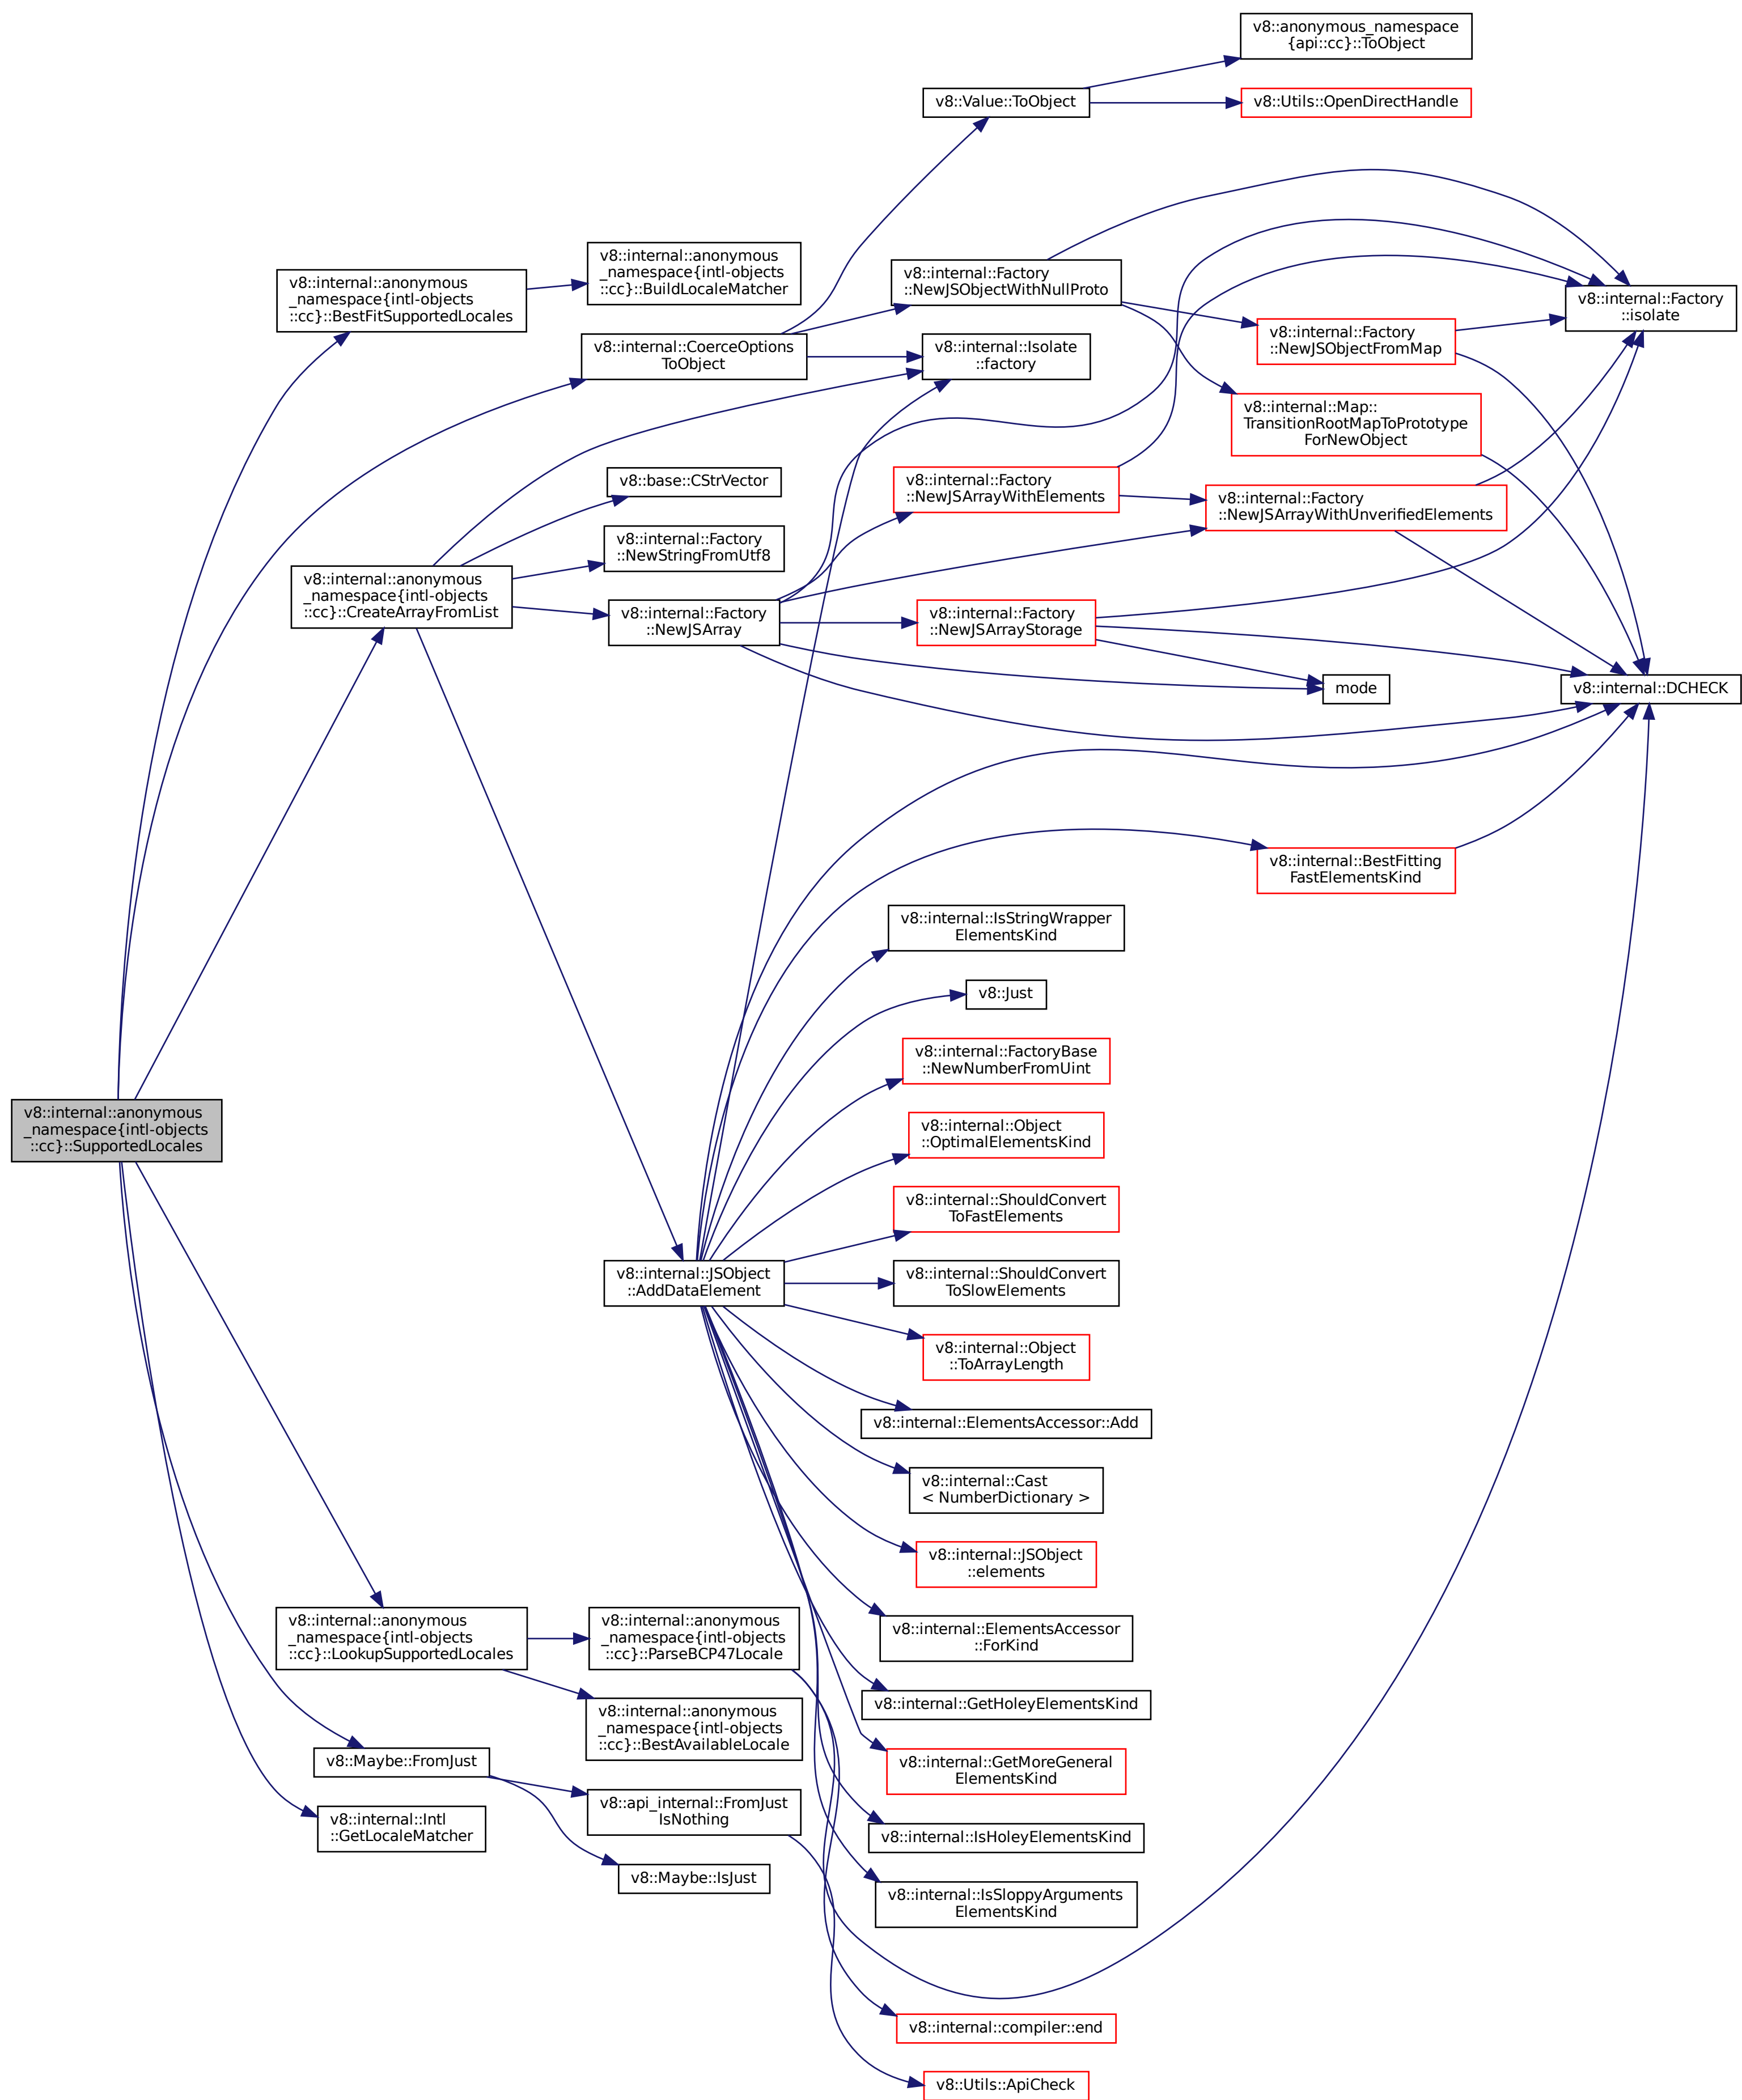 v8::internal::anonymous
_namespace{intl-objects
::cc}::SupportedLocales
v8::internal::anonymous
_namespace{intl-objects
::cc}::BestFitSupportedLocales
v8::internal::anonymous
_namespace{intl-objects
::cc}::BuildLocaleMatcher
v8::internal::CoerceOptions
ToObject
v8::Value::ToObject
v8::anonymous_namespace
{api::cc}::ToObject
v8::Utils::OpenDirectHandle
v8::internal::Factory
::NewJSObjectWithNullProto
v8::internal::Isolate
::factory
v8::internal::Factory
::isolate
v8::internal::Factory
::NewJSObjectFromMap
v8::internal::Map::
TransitionRootMapToPrototype
ForNewObject
v8::internal::anonymous
_namespace{intl-objects
::cc}::CreateArrayFromList
v8::base::CStrVector
v8::internal::Factory
::NewStringFromUtf8
v8::internal::Factory
::NewJSArray
v8::internal::Factory
::NewJSArrayWithElements
v8::internal::Factory
::NewJSArrayWithUnverifiedElements
v8::internal::Factory
::NewJSArrayStorage
mode
v8::internal::DCHECK
v8::internal::BestFitting
FastElementsKind
v8::internal::JSObject
::AddDataElement
v8::internal::IsStringWrapper
ElementsKind
v8::Just
v8::internal::FactoryBase
::NewNumberFromUint
v8::internal::Object
::OptimalElementsKind
v8::internal::ShouldConvert
ToFastElements
v8::internal::ShouldConvert
ToSlowElements
v8::internal::Object
::ToArrayLength
v8::internal::ElementsAccessor::Add
v8::internal::Cast
< NumberDictionary >
v8::internal::JSObject
::elements
v8::internal::ElementsAccessor
::ForKind
v8::internal::GetHoleyElementsKind
v8::internal::GetMoreGeneral
ElementsKind
v8::internal::IsHoleyElementsKind
v8::internal::IsSloppyArguments
ElementsKind
v8::internal::anonymous
_namespace{intl-objects
::cc}::LookupSupportedLocales
v8::internal::anonymous
_namespace{intl-objects
::cc}::ParseBCP47Locale
v8::internal::anonymous
_namespace{intl-objects
::cc}::BestAvailableLocale
v8::Maybe::FromJust
v8::api_internal::FromJust
IsNothing
v8::internal::Intl
::GetLocaleMatcher
v8::Maybe::IsJust
v8::internal::compiler::end
v8::Utils::ApiCheck